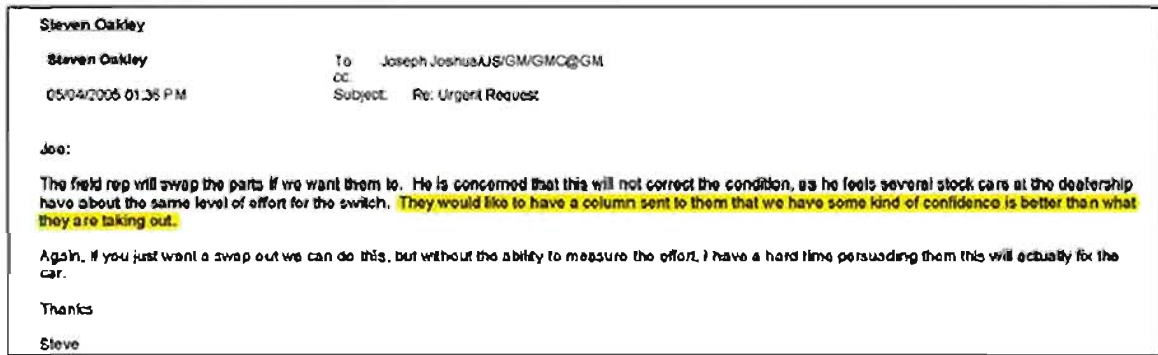 Steven Oakley
Steven Oakley To Joseph Joshua/US/GM/GMC@GM
cc
05/04/2005 01:36 PM Subject: Re: Urgent Request
Joe:
The field rep will swap the parts if we want them to. He is concerned that this will not correct the condition, as he feels several stock cars at the dealership
have about the same level of effort for the switch. They would like to have a column sent to them that we have some kind of confidence is better than what
they are taking out.
Again, if you just want a swap out we can do this, but without the ability to measure the effort, I have a hard time persuading them this will actually fix the
car.
Thanks
Steve